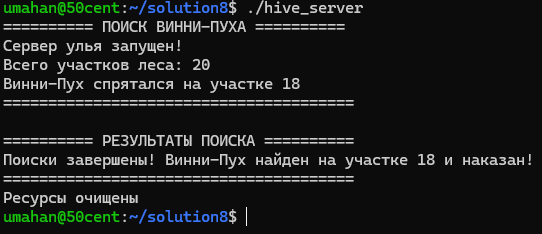 umahan@50cent:~/solution8$ ./hive_server
========== ПОИСК ВИННИ-ПУХА ==========
Сервер улья запущен!
Всего участков леса: 20
Винни-Пух спрятался на участке 18
=======================================

========== РЕЗУЛЬТАТЫ ПОИСКА ==========
Поиски завершены! Винни-Пух найден на участке 18 и наказан!
=======================================
Ресурсы очищены
umahan@50cent:~/solution8$